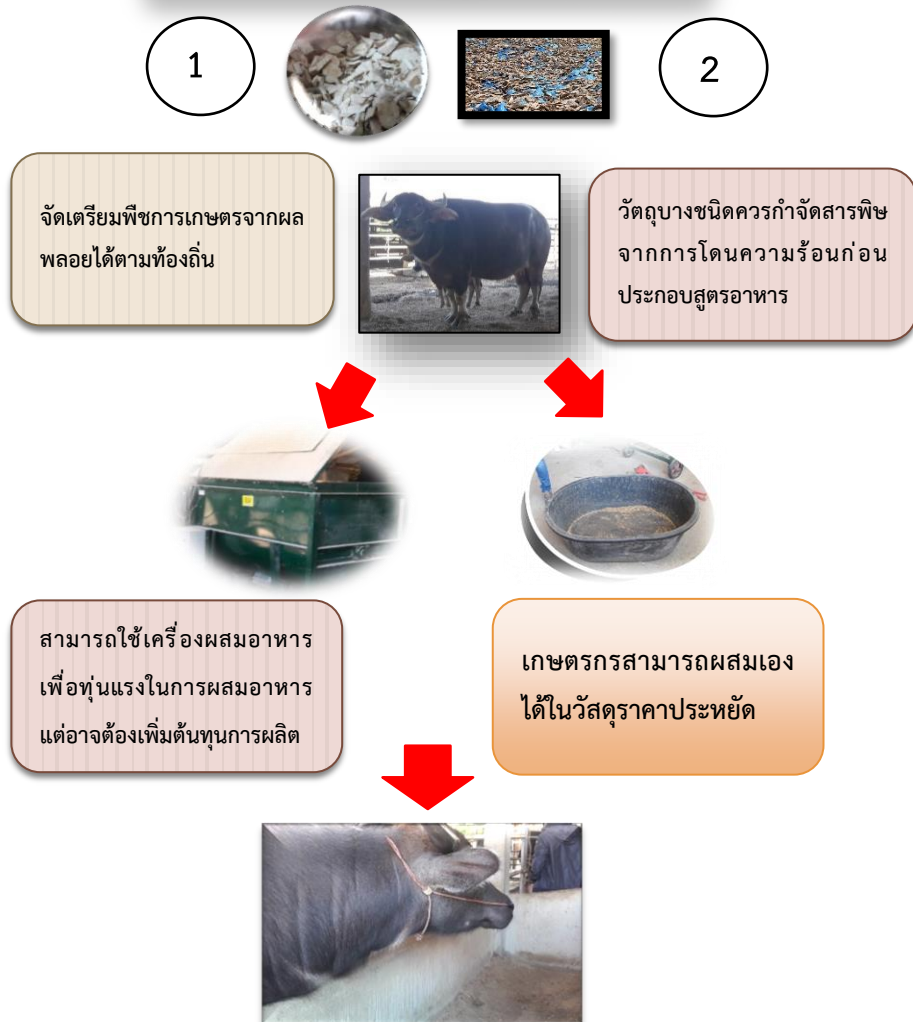 1
2
จัดเตรียมพืชการเกษตรจากผล
พลอยได้ตามท้องถิ่น
วัตถุบางชนิดควรกำจัดสารพิษ
จากการโดนความร้อนก่อน
ประกอบสูตรอาหาร
สามารถใช้เครื่องผสมอาหาร
เพื่อทุ่นแรงในการผสมอาหาร
แต่อาจต้องเพิ่มต้นทุนการผลิต
เกษตรกรสามารถผสมเอง
ได้ในวัสดุราคาประหยัด